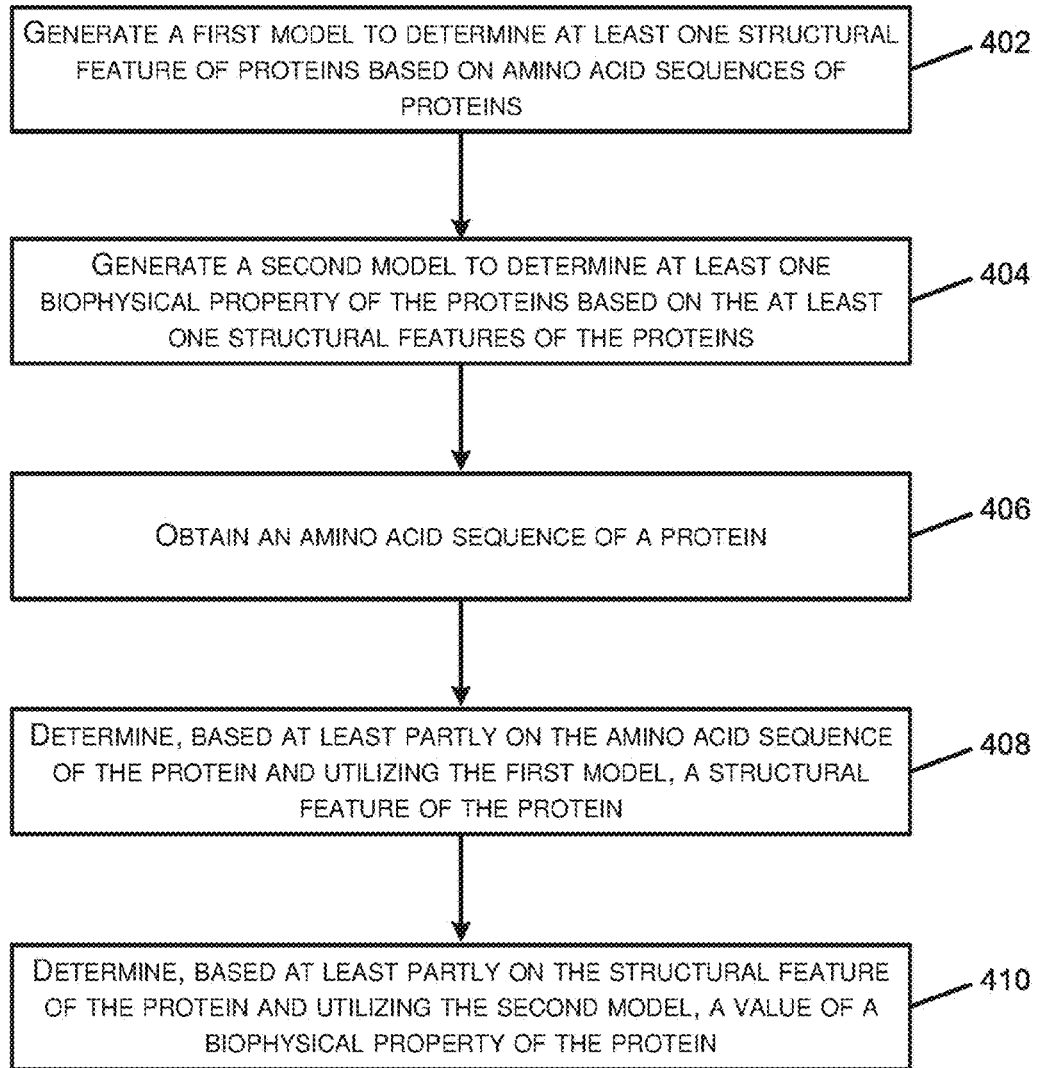 GENERATE A FIRST MODEL TO DETERMINE AT LEAST ONE STRUCTURAL
FEATURE OF PROTEINS BASED ON AMINO ACID SEQUENCES OF
PROTEINS
402
GENERATE A SECOND MODEL TO DETERMINE AT LEAST ONE
BIOPHYSICAL PROPERTY OF THE PROTEINS BASED ON THE AT LEAST
ONE STRUCTURAL FEATURES OF THE PROTEINS
404
OBTAIN AN AMINO ACID SEQUENCE OF A PROTEIN
406
DETERMINE, BASED AT LEAST PARTLY ON THE AMINO ACID SEQUENCE
OF THE PROTEIN AND UTILIZING THE FIRST MODEL, A STRUCTURAL
FEATURE OF THE PROTEIN
408
DETERMINE, BASED AT LEAST PARTLY ON THE STRUCTURAL FEATURE
OF THE PROTEIN AND UTILIZING THE SECOND MODEL, A VALUE OF A
BIOPHYSICAL PROPERTY OF THE PROTEIN
410